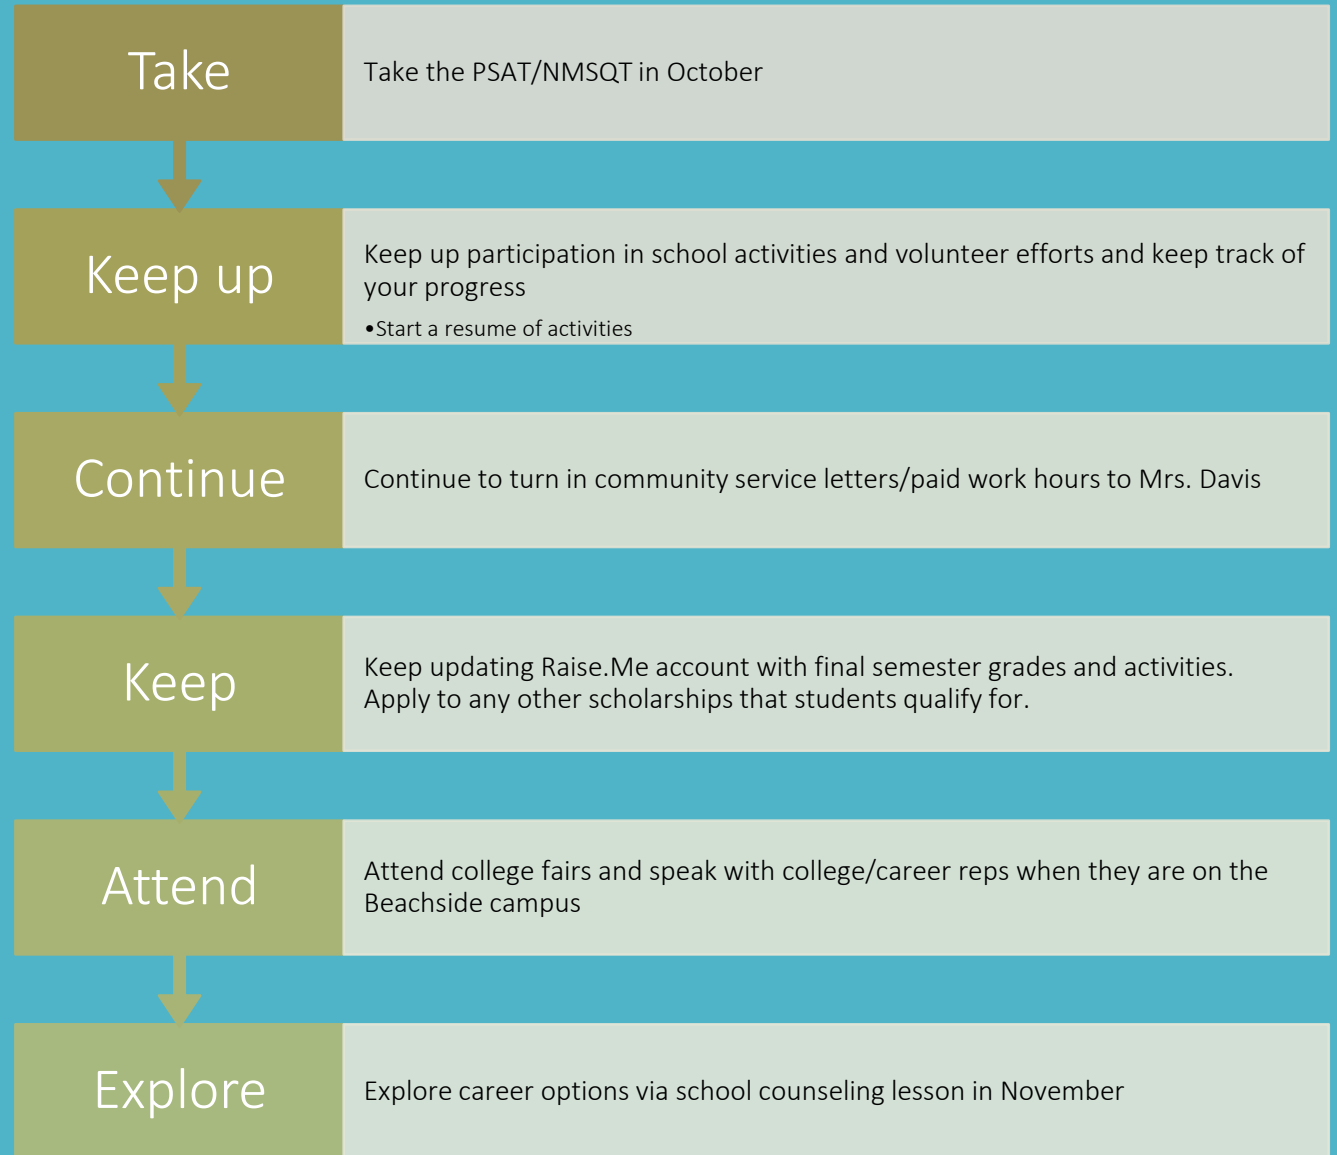 Take
Take the PSAT/NMSQT in October
Keep up
Keep up participation in school activities and volunteer efforts and keep track of
your progress
•Start a resume of activities
Continue
Continue to turn in community service letters/paid work hours to Mrs. Davis
Keep
Keep updating Raise.Me account with final semester grades and activities.
Apply to any other scholarships that students qualify for.
Attend
Attend college fairs and speak with college/career reps when they are on the
Beachside campus
Explore
Explore career options via school counseling lesson in November